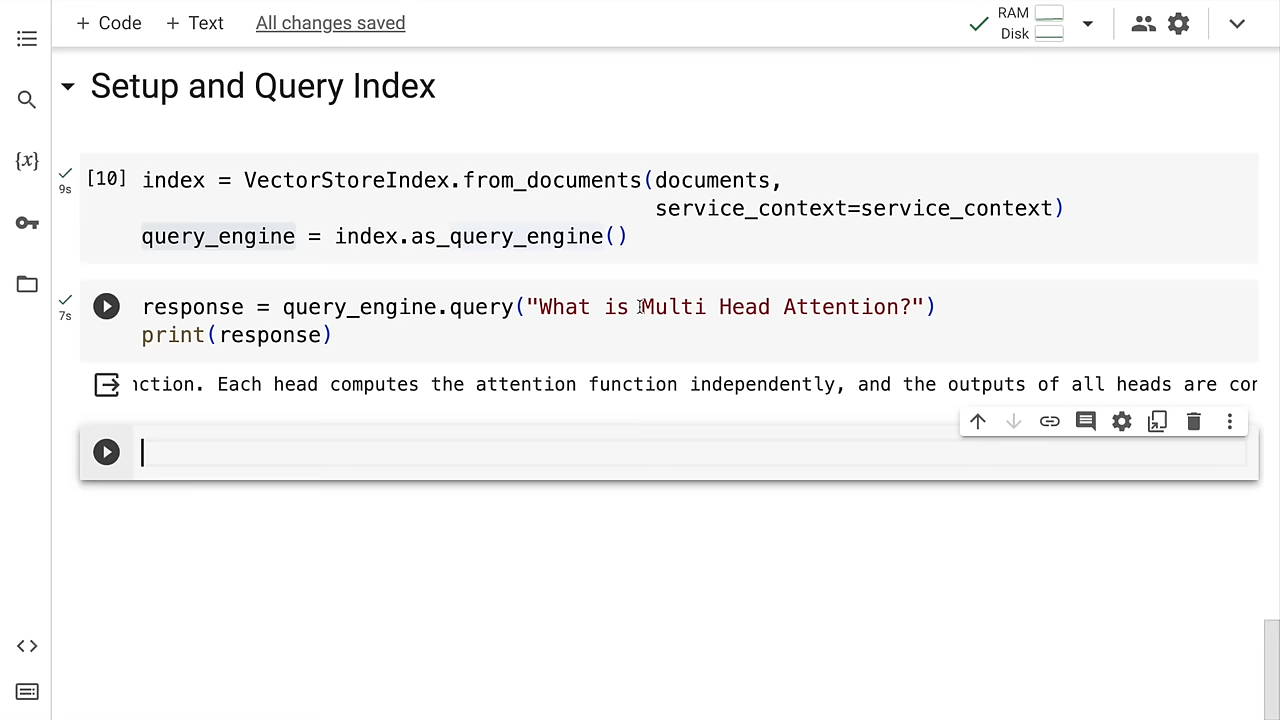 + Code + Text All changes saved
RAM
Disk
Setup and Query Index
[10] index = VectorStoreIndex.from_documents(documents,
9s
service_context=service_context)
query_engine = index.as_query_engine()
response = query_engine.query("What is Multi Head Attention?")
7s
print(response)
nction. Each head computes the attention function independently, and the outputs of all heads are con
{x}